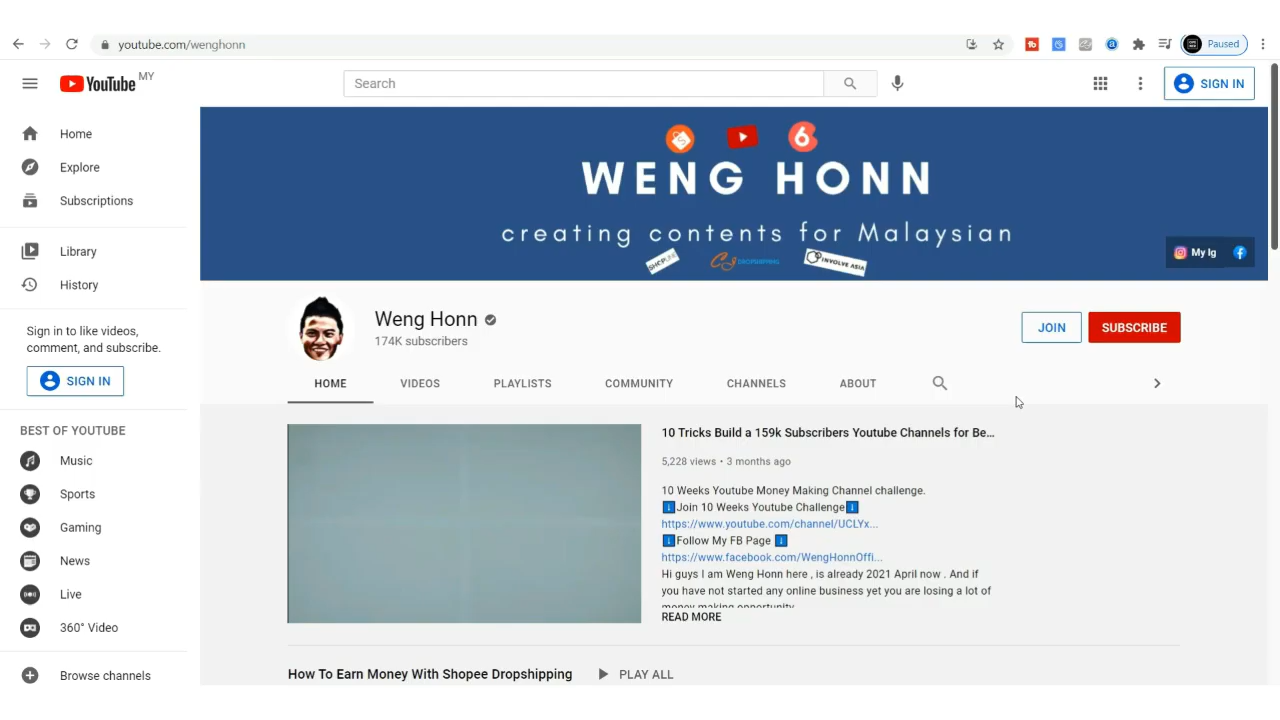 youtube.com/wenghonn
Paused
YouTube MY
Search
SIGN IN
Home
Explore
Subscriptions
Library
History
Sign in to like videos,
comment, and subscribe.
SIGN IN
BEST OF YOUTUBE
Music
Sports
Gaming
News
Live
360° Video
Browse channels
WENG HONN
creating contents for Malaysian
SHOPLINE
CJ DROPSHIPPING
INVOLVE ASIA
My Ig
Weng Honn
174K subscribers
JOIN
SUBSCRIBE
HOME
VIDEOS
PLAYLISTS
COMMUNITY
CHANNELS
ABOUT
10 Tricks Build a 159k Subscribers Youtube Channels for Be...
5,228 views • 3 months ago
10 Weeks Youtube Money Making Channel challenge.
⬇Join 10 Weeks Youtube Challenge⬇
https://www.youtube.com/channel/UCLYx...
⬇Follow My FB Page ⬇
https://www.facebook.com/WengHonnOffi...
Hi guys I am Weng Honn here , is already 2021 April now . And if
you have not started any online business yet you are losing a lot of
money making opportunity
READ MORE
How To Earn Money With Shopee Dropshipping
PLAY ALL